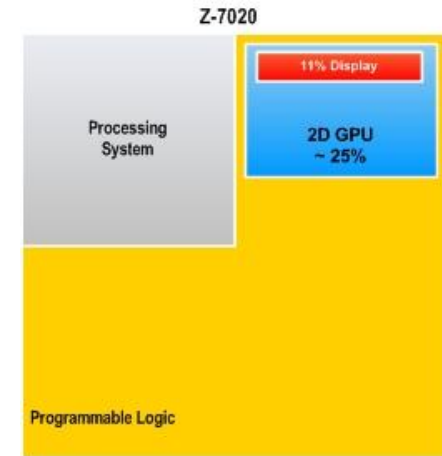 Z-7020
11% Display
Processing
System
2D GPU
~ 25%
Programmable Logic